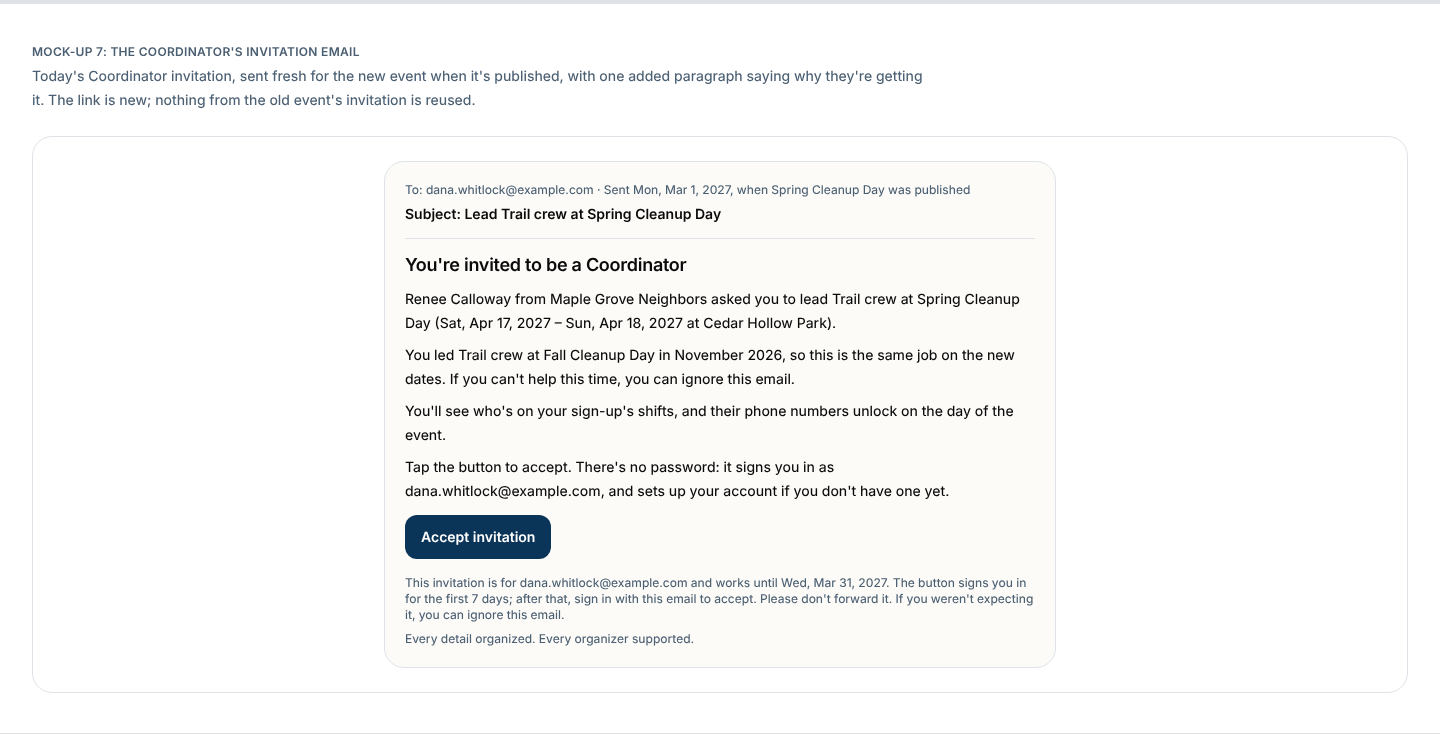 MOCK-UP 7: THE COORDINATOR'S INVITATION EMAIL
Today's Coordinator invitation, sent fresh for the new event when it's published, with one added paragraph saying why they're getting
it. The link is new; nothing from the old event's invitation is reused.
To: dana.whitlock@example.com · Sent Mon, Mar 1, 2027, when Spring Cleanup Day was published
Subject: Lead Trail crew at Spring Cleanup Day
You're invited to be a Coordinator
Renee Calloway from Maple Grove Neighbors asked you to lead Trail crew at Spring Cleanup
Day (Sat, Apr 17, 2027 – Sun, Apr 18, 2027 at Cedar Hollow Park).
You led Trail crew at Fall Cleanup Day in November 2026, so this is the same job on the new
dates. If you can't help this time, you can ignore this email.
You'll see who's on your sign-up's shifts, and their phone numbers unlock on the day of the
event.
Tap the button to accept. There's no password: it signs you in as
dana.whitlock@example.com, and sets up your account if you don't have one yet.
Accept invitation
This invitation is for dana.whitlock@example.com and works until Wed, Mar 31, 2027. The button signs you in
for the first 7 days; after that, sign in with this email to accept. Please don't forward it. If you weren't expecting
it, you can ignore this email.
Every detail organized. Every organizer supported.